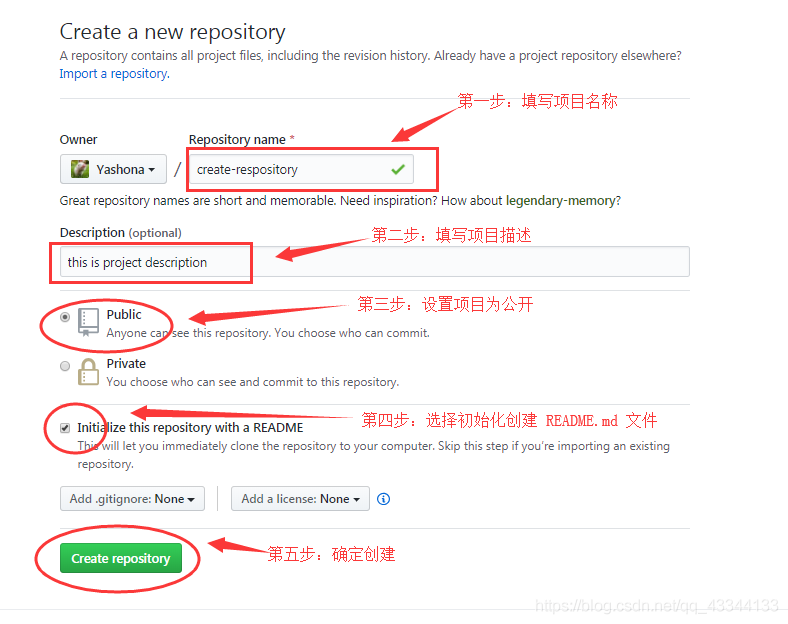 Create a new repository
A repository contains all project files, including the revision history. Already have a project repository elsewhere?
Import a repository.
第一步：填写项目名称
Owner
Repository name *
Yashona
/
create-respository
Great repository names are short and memorable. Need inspiration? How about legendary-memory?
第二步：填写项目描述
Description (optional)
this is project description
第三步：设置项目为公开
Public
Anyone can see this repository. You choose who can commit.
Private
You choose who can see and commit to this repository.
第四步：选择初始化创建 README.md 文件
Initialize this repository with a README
This will let you immediately clone the repository to your computer. Skip this step if you’re importing an existing
repository.
Add .gitignore: None
Add a license: None
第五步：确定创建
Create repository
https://blog.csdn.net/qq_43344133